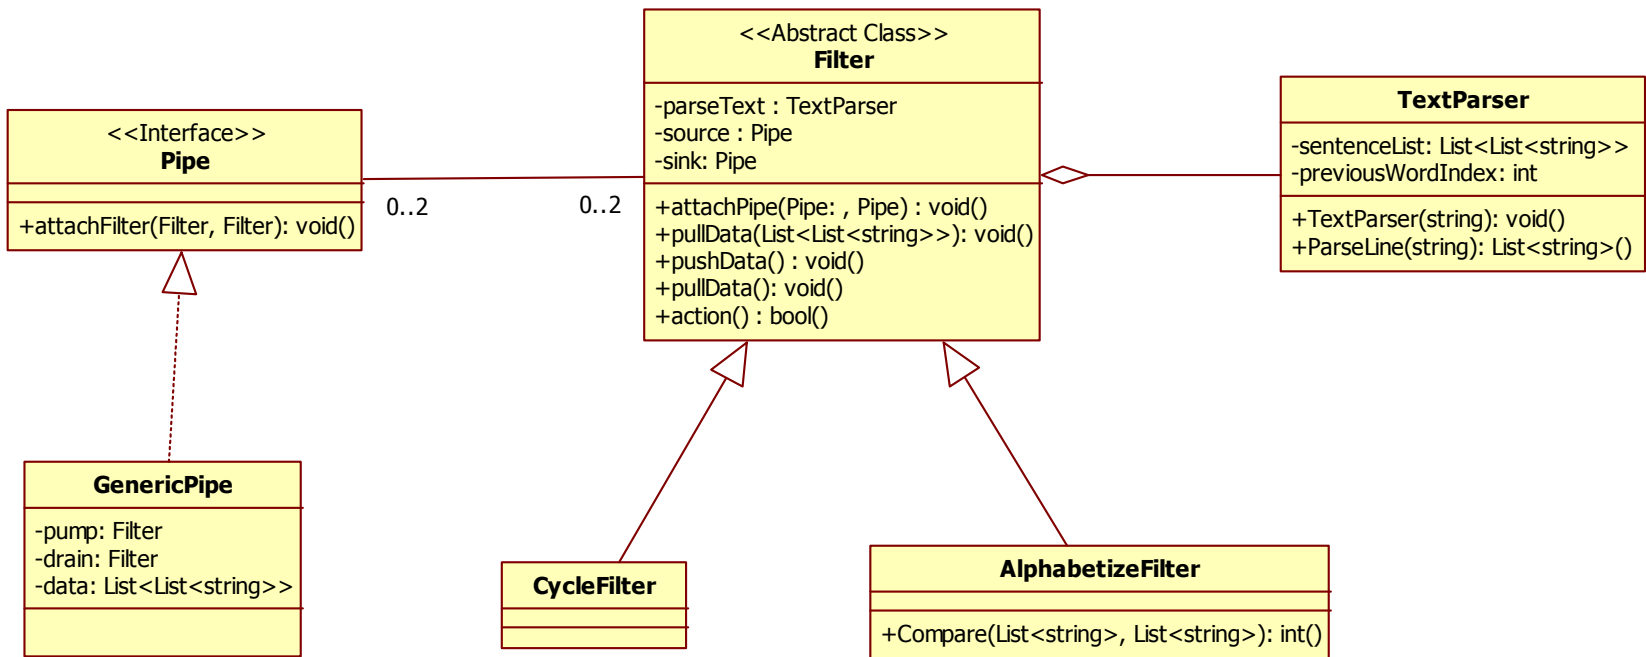 <<Abstract Class>>
Filter
-parseText : TextParser
-source : Pipe
-sink: Pipe
+attachPipe(Pipe: , Pipe) : void()
+pullData(List<List<string>>): void()
+pushData() : void()
+pullData(): void()
+action() : bool()
<<Interface>>
Pipe
+attachFilter(Filter, Filter): void()
0..2
0..2
TextParser
-sentenceList: List<List<string>>
-previousWordIndex: int
+TextParser(string): void()
+ParseLine(string): List<string>()
GenericPipe
-pump: Filter
-drain: Filter
-data: List<List<string>>
CycleFilter
AlphabetizeFilter
+Compare(List<string>, List<string>): int()